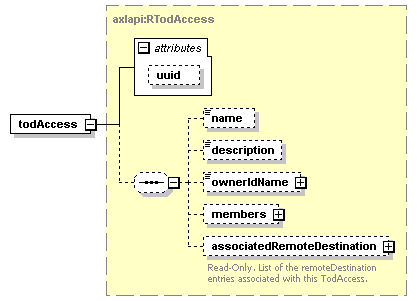 axlapi:RTodAccess
attributes
uuid
todAccess
name
description
ownerIdName
members
associatedRemoteDestination
Read-Only. List of the remoteDestination
entries associated with this TodAccess.